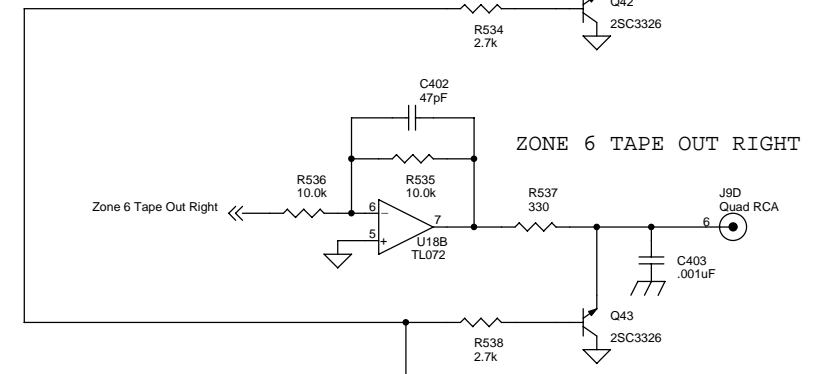 Q42
2SC3326
R534
2.7k
C402
47pF
ZONE 6 TAPE OUT RIGHT
R536
10.0k
R535
10.0k
R537
330
J9D
Quad RCA
Zone 6 Tape Out Right
6
7
6
5
U18B
TL072
C403
.001uF
Q43
2SC3326
R538
2.7k